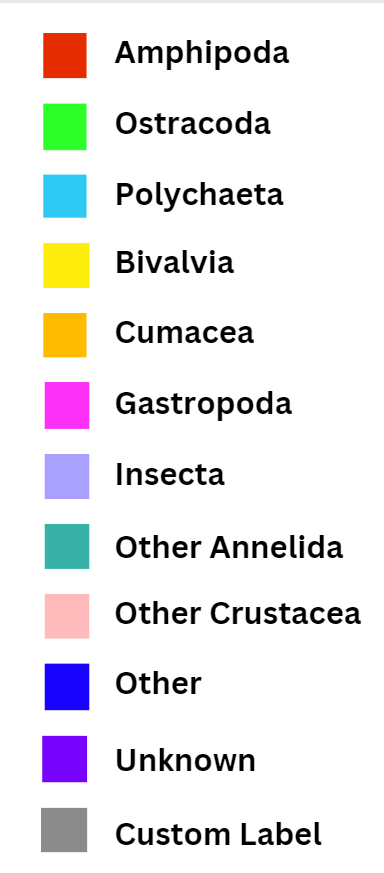 Amphipoda
Ostracoda
Polychaeta
Bivalvia
Cumacea
Gastropoda
Insecta
Other Annelida
Other Crustacea
Other
Unknown
Custom Label